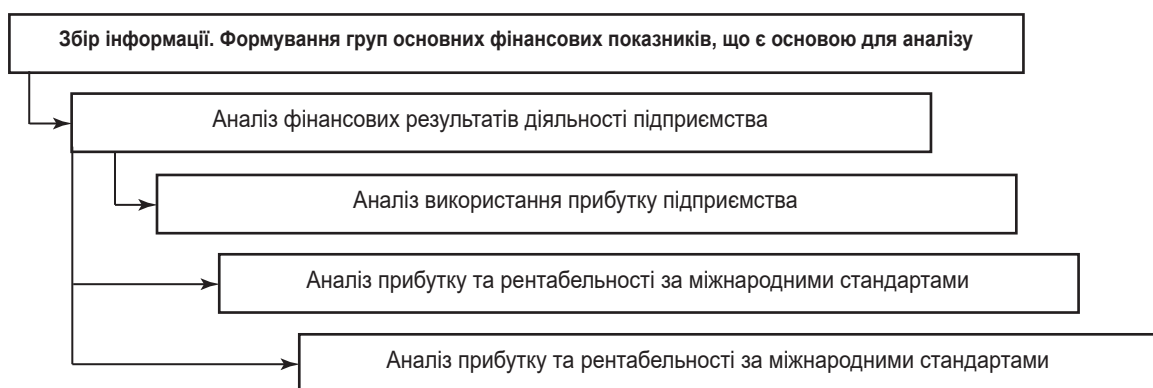 Збір інформації. Формування груп основних фінансових показників, що є основою для аналізу
Аналіз фінансових результатів діяльності підприємства
Аналіз використання прибутку підприємства
Аналіз прибутку та рентабельності за міжнародними стандартами
Аналіз прибутку та рентабельності за міжнародними стандартами